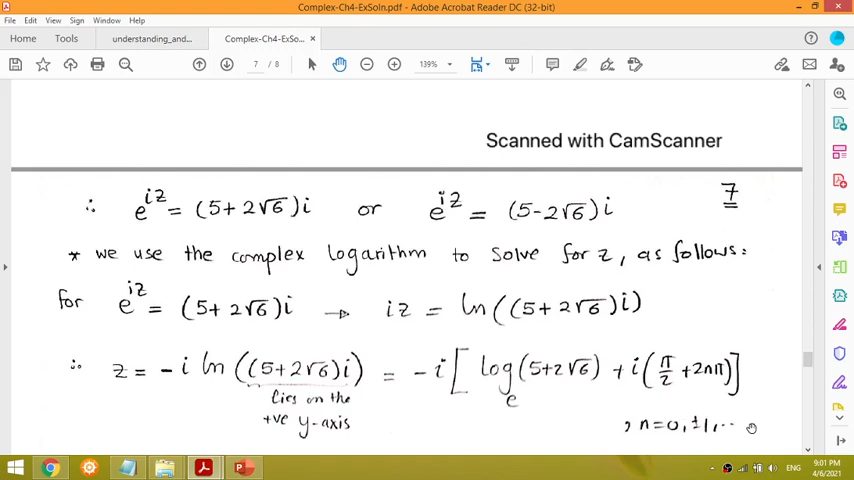 Complex-Ch4-ExSoln.pdf - Adobe Acrobat Reader DC (32-bit)
File Edit View Sign Window Help
Home Tools understanding_and... Complex-Ch4-ExSo... ×
7 / 8 139%
Scanned with CamScanner
7
∴ e^{iz} = (5+2√6)i or e^{iz} = (5-2√6)i
* we use the complex logarithm to solve for z, as follows:
for e^{iz} = (5+2√6)i → iz = ln((5+2√6)i)
∴ z = -i ln((5+2√6)i) = -i[log_e(5+2√6) + i(π/2 + 2nπ)]
lies on the
+ve y-axis
, n=0,±1,...
ENG
9:01 PM
4/6/2021